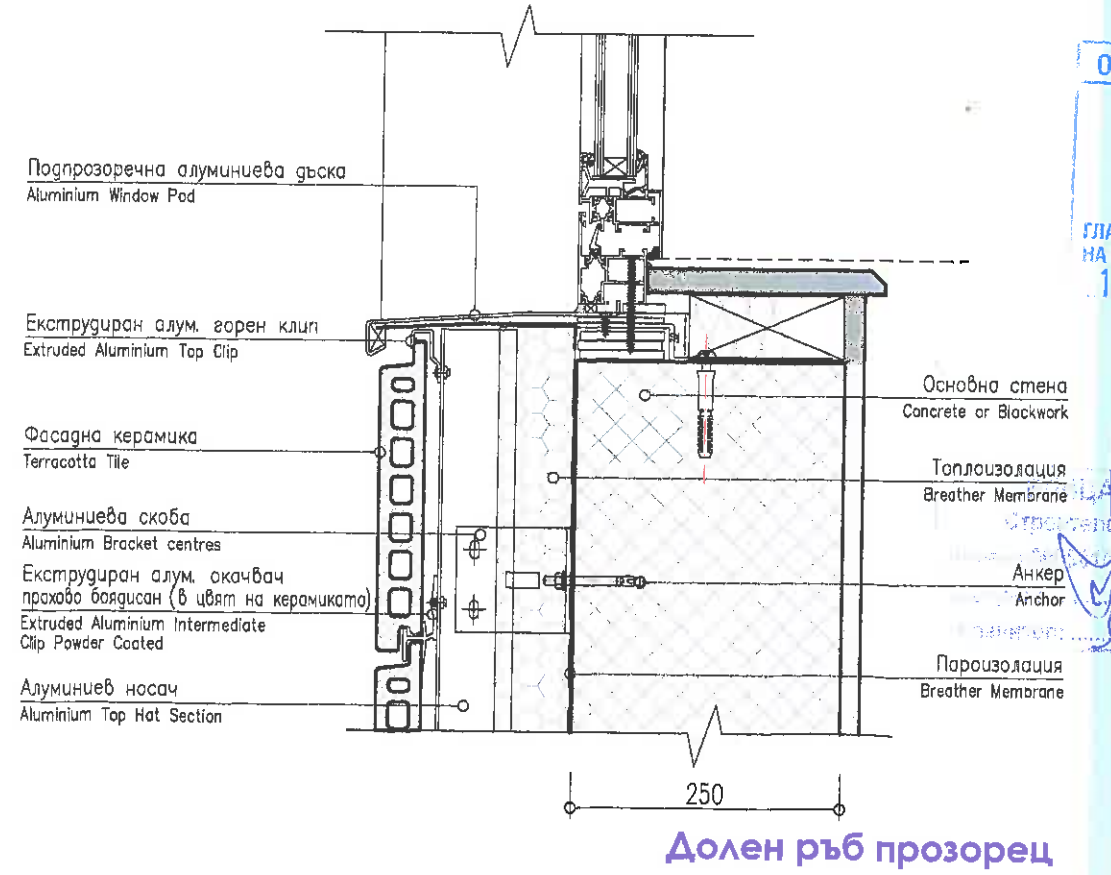 Подпрозоречна алуминиева дъска
Aluminium Window Pod
Екструдиран алум. горен клип
Extruded Aluminium Top Clip
Фасадна керамика
Terracotta Tile
Алуминиева скоба
Aluminium Bracket centres
Екструдиран алум. окачвач
прахово боядисан (в цвят на керамиката)
Extruded Aluminium Intermediate
Clip Powder Coated
Алуминиев носач
Aluminium Top Hat Section
Основна стена
Concrete or Blockwork
Топлоизолация
Breather Membrane
Анкер
Anchor
Пароизолация
Breather Membrane
250
Долен ръб прозорец
О
ГЛА
НА
1